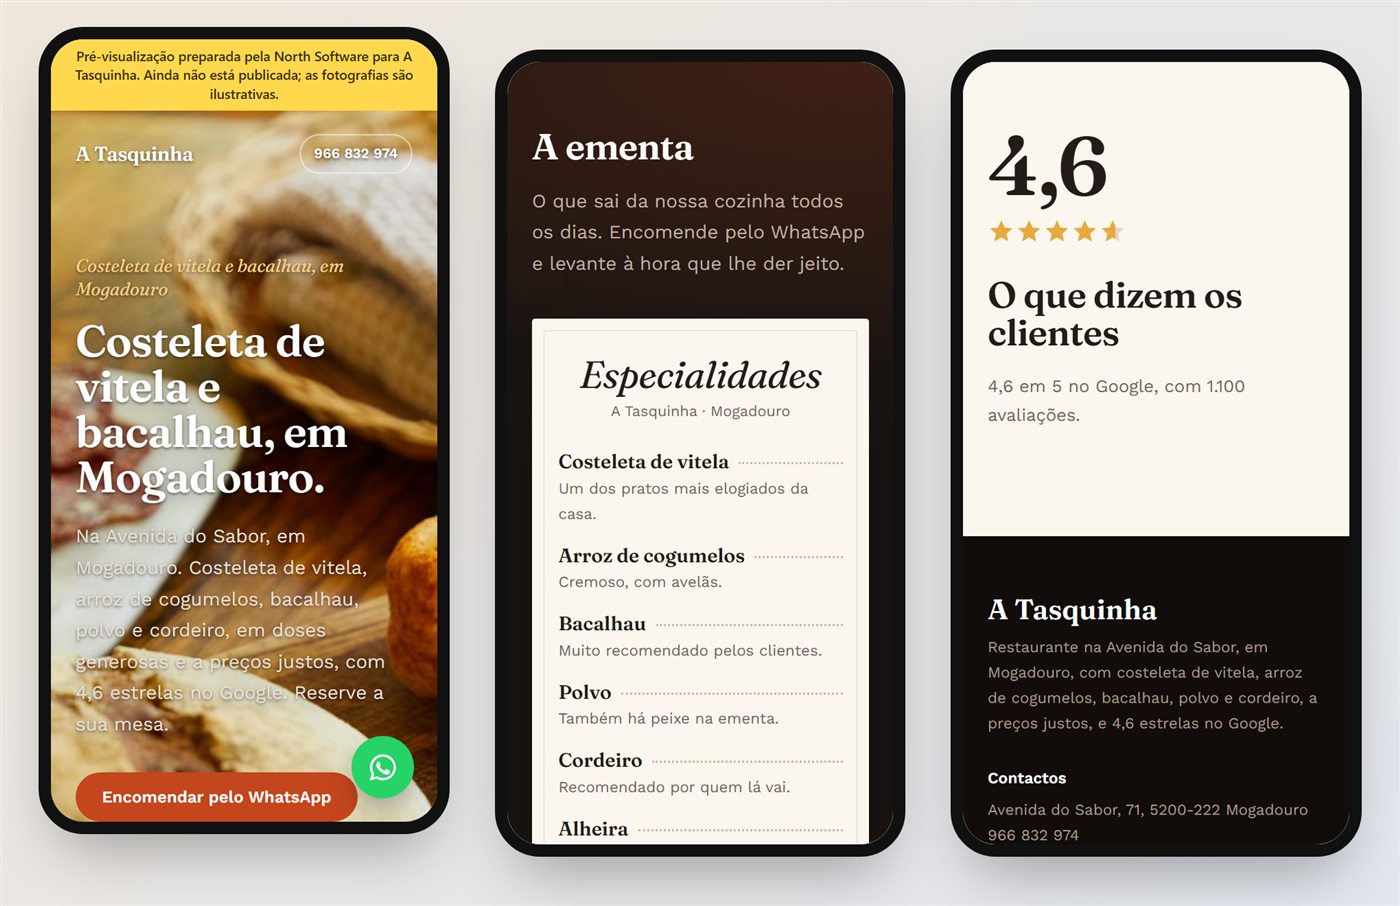 Pré-visualização preparada pela North Software para A
Tasquinha. Ainda não está publicada; as fotografias são
ilustrativas.
A Tasquinha
966 832 974
Costeleta de vitela e bacalhau, em
Mogadouro
Costeleta de
vitela e
bacalhau, em
Mogadouro.
Na Avenida do Sabor, em
Mogadouro. Costeleta de vitela,
arroz de cogumelos, bacalhau,
polvo e cordeiro, em doses
generosas e a preços justos, com
4,6 estrelas no Google. Reserve a
sua mesa.
Encomendar pelo WhatsApp
A ementa
O que sai da nossa cozinha todos
os dias. Encomende pelo WhatsApp
e levante à hora que lhe der jeito.
Especialidades
A Tasquinha · Mogadouro
Costeleta de vitela
Um dos pratos mais elogiados da
casa.
Arroz de cogumelos
Cremoso, com avelãs.
Bacalhau
Muito recomendado pelos clientes.
Polvo
Também há peixe na ementa.
Cordeiro
Recomendado por quem lá vai.
Alheira
4,6
O que dizem os
clientes
4,6 em 5 no Google, com 1.100
avaliações.
A Tasquinha
Restaurante na Avenida do Sabor, em
Mogadouro, com costeleta de vitela, arroz
de cogumelos, bacalhau, polvo e cordeiro, a
preços justos, e 4,6 estrelas no Google.
Contactos
Avenida do Sabor, 71, 5200-222 Mogadouro
966 832 974